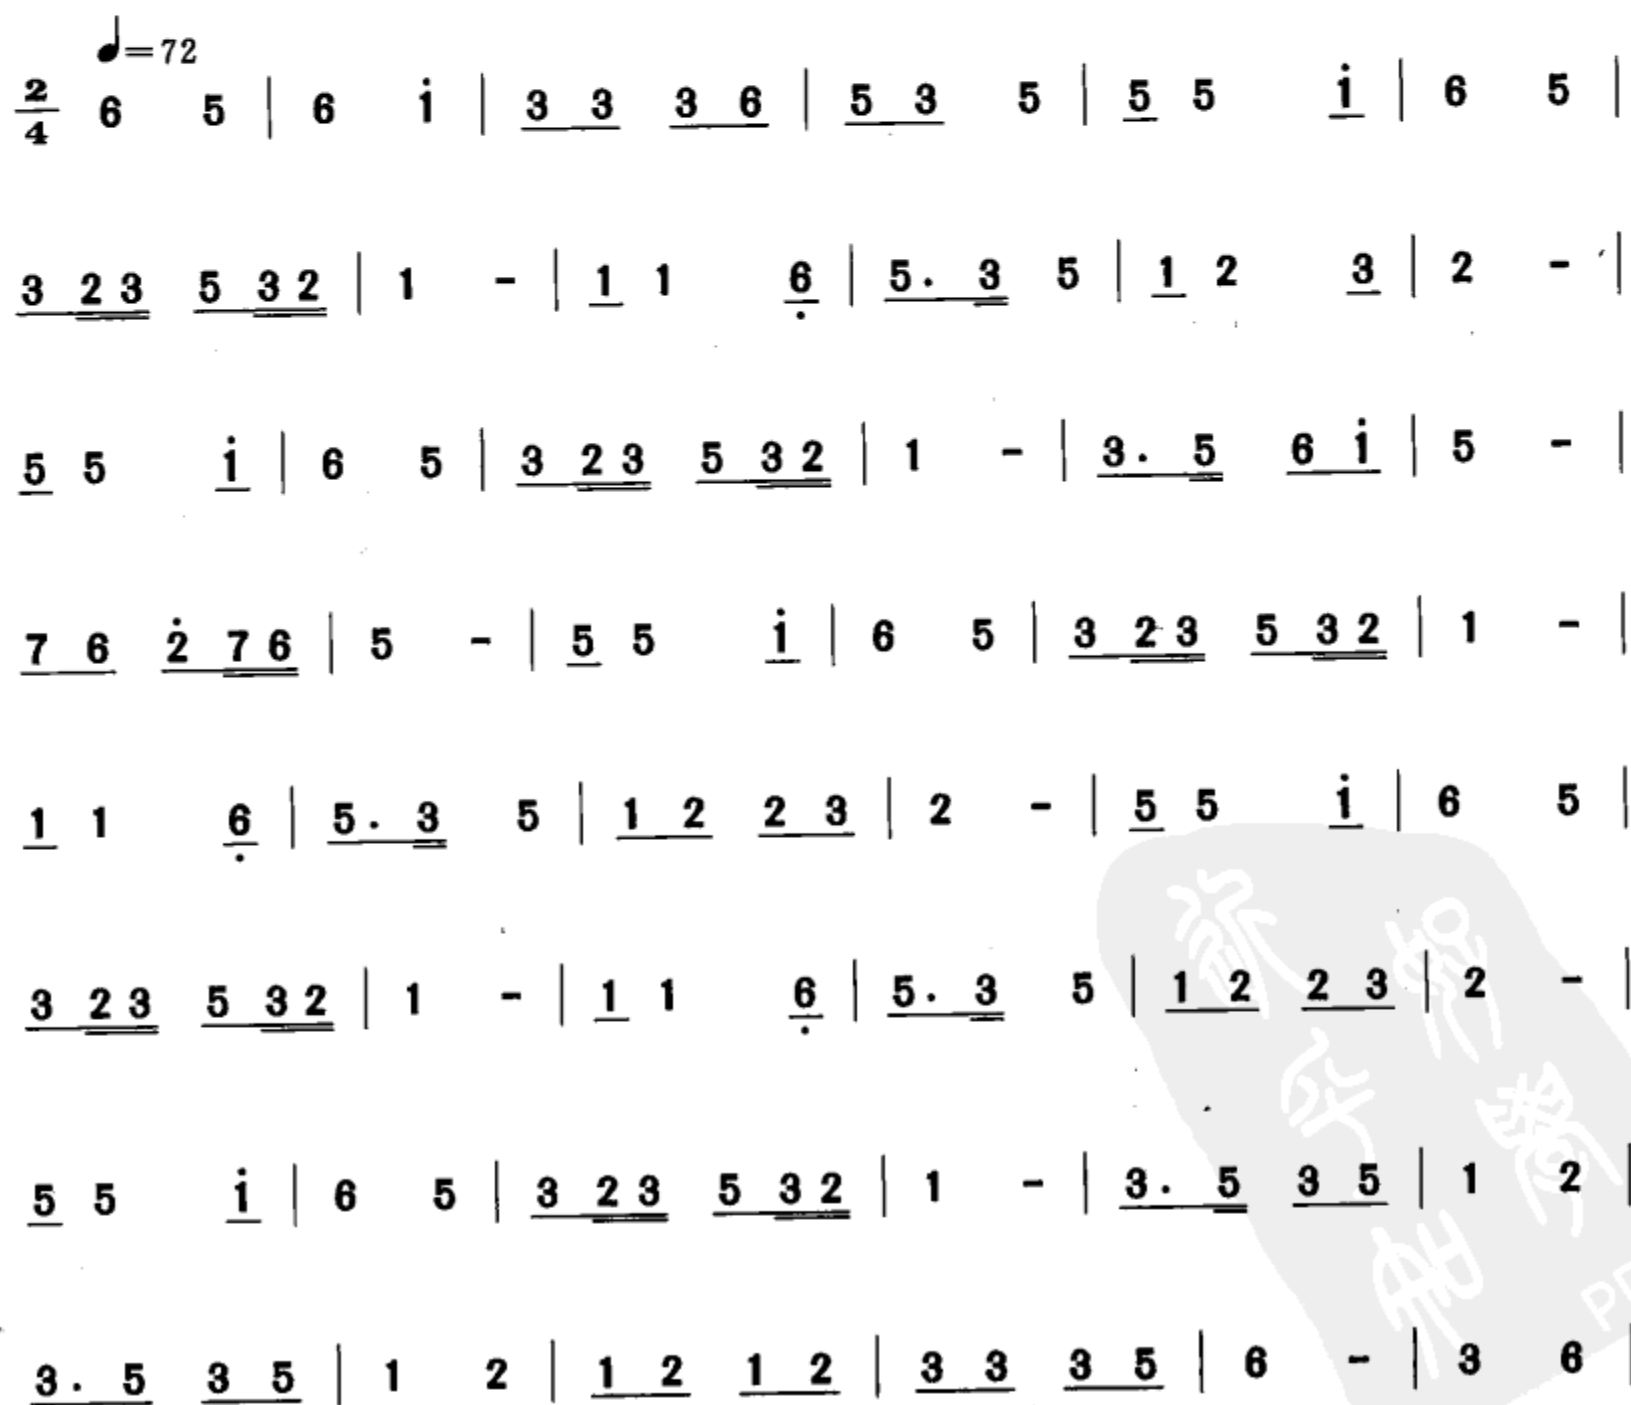 ♩=72
2/4 6 5 | 6 i̇ | 3 3 3 6 | 5 3 5 | 5 5 i̇ | 6 5 |
3 2 3 5 3 2 | 1 - | 1 1 6̣ | 5. 3 5 | 1 2 3 | 2 - |
5 5 i̇ | 6 5 | 3 2 3 5 3 2 | 1 - | 3. 5 6 i̇ | 5 - |
7 6 2̇ 7 6 | 5 - | 5 5 i̇ | 6 5 | 3 2 3 5 3 2 | 1 - |
1 1 6̣ | 5. 3 5 | 1 2 2 3 | 2 - | 5 5 i̇ | 6 5 |
3 2 3 5 3 2 | 1 - | 1 1 6̣ | 5. 3 5 | 1 2 2 3 | 2 - |
5 5 i̇ | 6 5 | 3 2 3 5 3 2 | 1 - | 3. 5 3 5 | 1 2 |
3. 5 3 5 | 1 2 | 1 2 1 2 | 3 3 3 5 | 6 - | 3 6 |